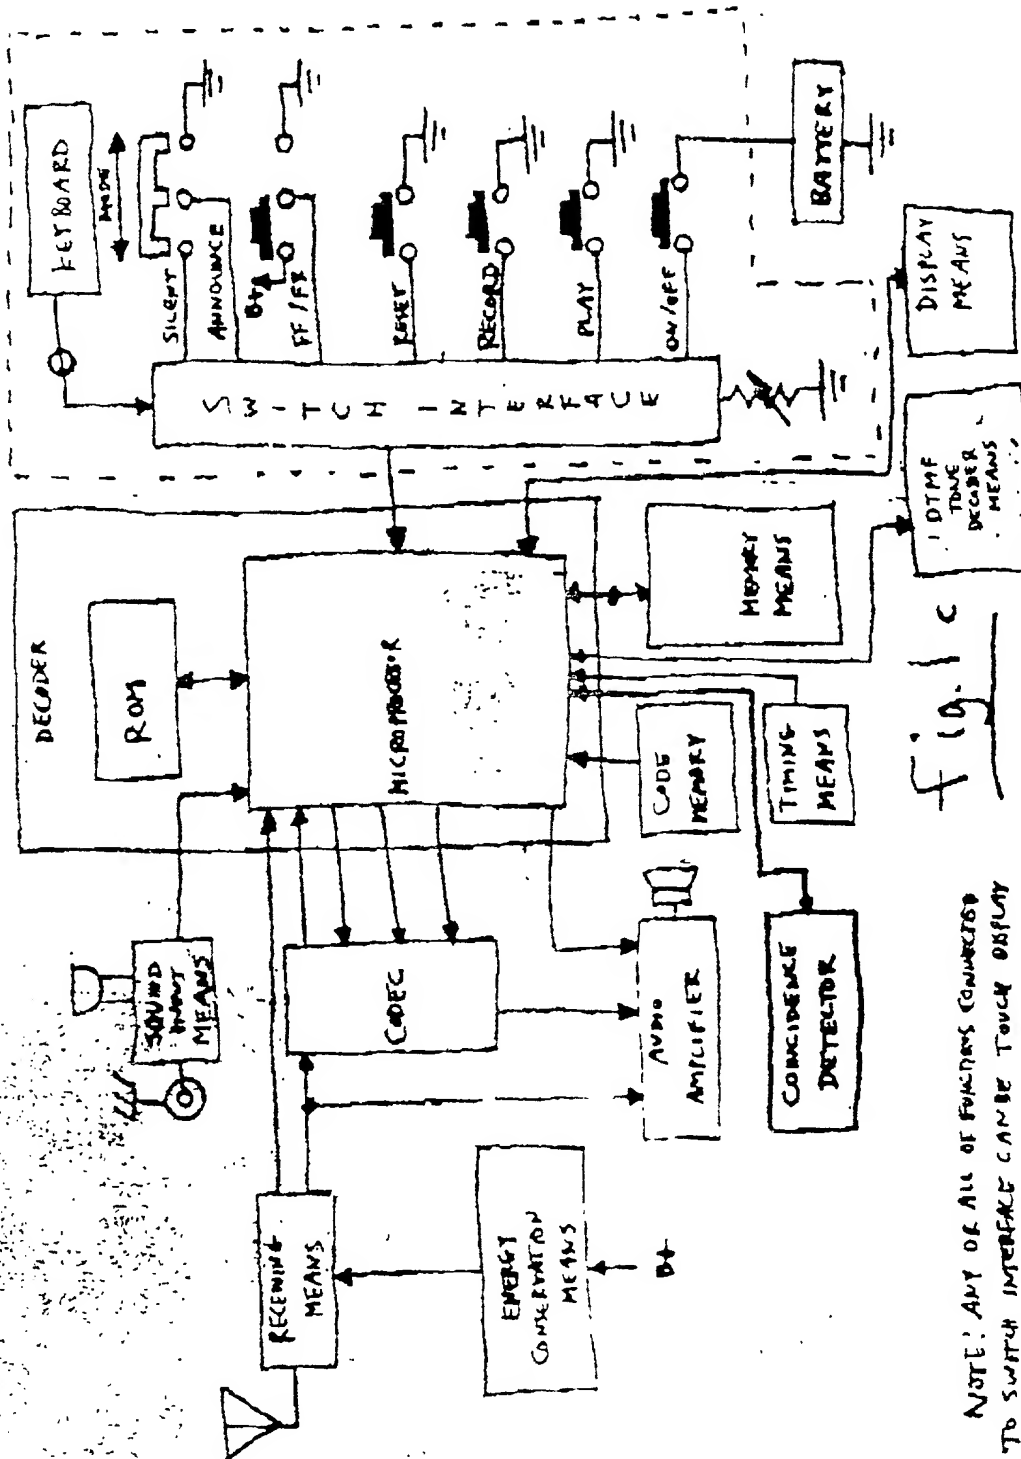 KEYBOARD
MODE
SILENT
ANNOUNCE
B+
FF/FR
RESET
RECORD
PLAY
ON/OFF
BATTERY
SWITCH INTERFACE
DISPLAY
MEANS
DTMF
TONE
DECODER
MEANS
DECODER
ROM
MICROPROCESSOR
MEMORY
MEANS
CODE
MEMORY
TIMING
MEANS
SOUND
INPUT
MEANS
CODEC
AUDIO
AMPLIFIER
COINCIDENCE
DETECTOR
RECEIVING
MEANS
ENERGY
CONSERVATION
MEANS
B+
Fig. 1C
NOTE: ANY OR ALL OF FUNCTIONS CONNECTED
TO SWITCH INTERFACE CAN BE TOUCH DISPLAY